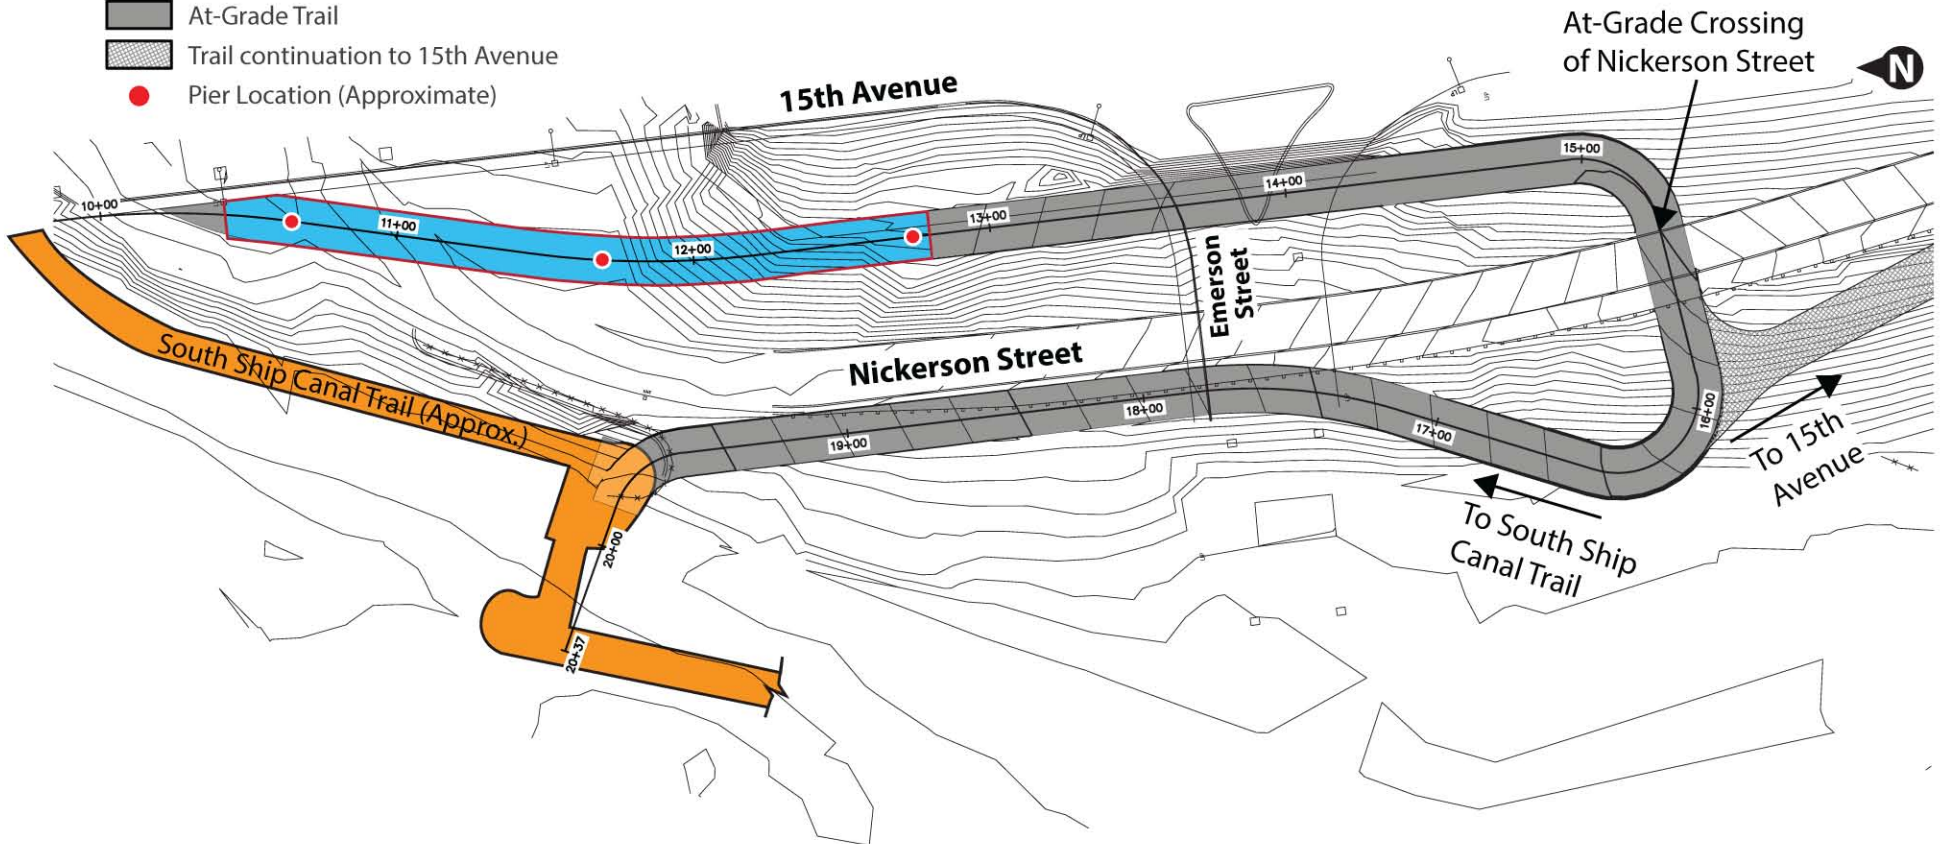 At-Grade Trail
Trail continuation to 15th Avenue
Pier Location (Approximate)
At-Grade Crossing
of Nickerson Street
N
15th Avenue
10+00
11+00
12+00
13+00
14+00
15+00
Emerson
Street
Nickerson Street
South Ship Canal Trail (Approx.)
16+00
17+00
18+00
19+00
To 15th
Avenue
To South Ship
Canal Trail
20+00
20+37